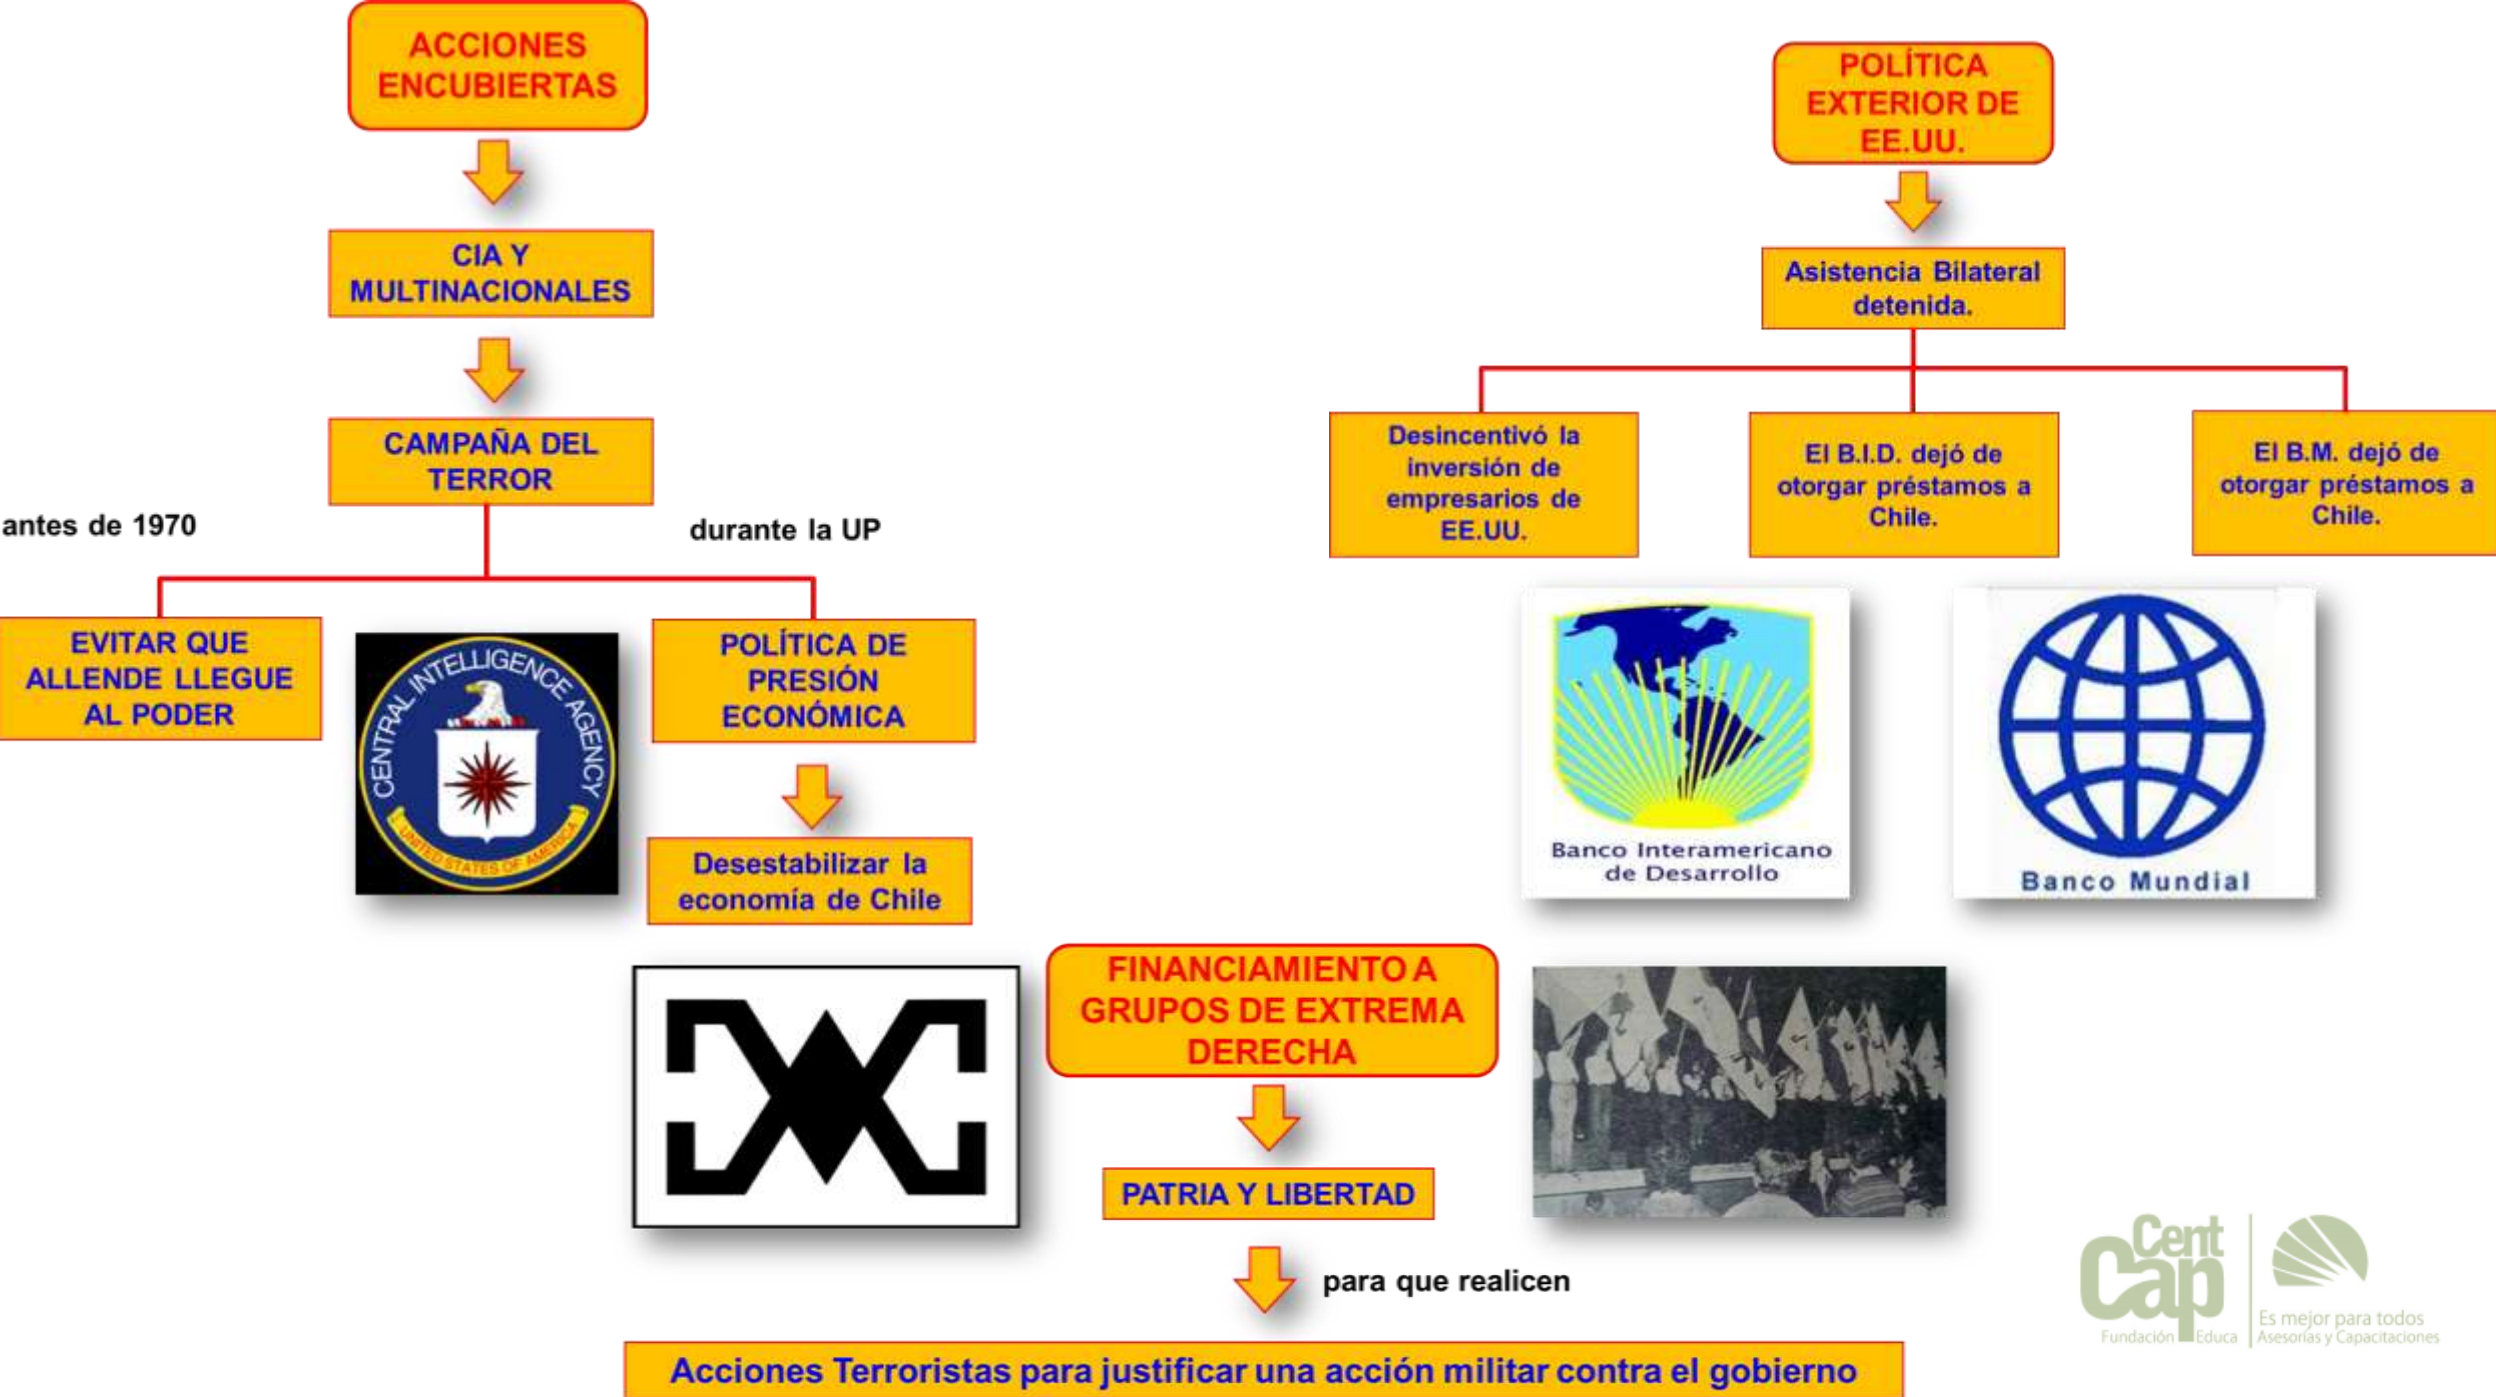 ACCIONES
ENCUBIERTAS
CIA Y
MULTINACIONALES
CAMPAÑA DEL
TERROR
antes de 1970
durante la UP
EVITAR QUE
ALLENDE LLEGUE
AL PODER
CENTRAL INTELLIGENCE AGENCY
UNITED STATES OF AMERICA
POLÍTICA DE
PRESIÓN
ECONÓMICA
Desestabilizar la
economía de Chile
POLÍTICA
EXTERIOR DE
EE.UU.
Asistencia Bilateral
detenida.
Desincentivó la
inversión de
empresarios de
EE.UU.
El B.I.D. dejó de
otorgar préstamos a
Chile.
El B.M. dejó de
otorgar préstamos a
Chile.
Banco Interamericano
de Desarrollo
Banco Mundial
FINANCIAMIENTO A
GRUPOS DE EXTREMA
DERECHA
PATRIA Y LIBERTAD
para que realicen
Acciones Terroristas para justificar una acción militar contra el gobierno
Cent
Cap
Fundación Educa
Es mejor para todos
Asesorías y Capacitaciones